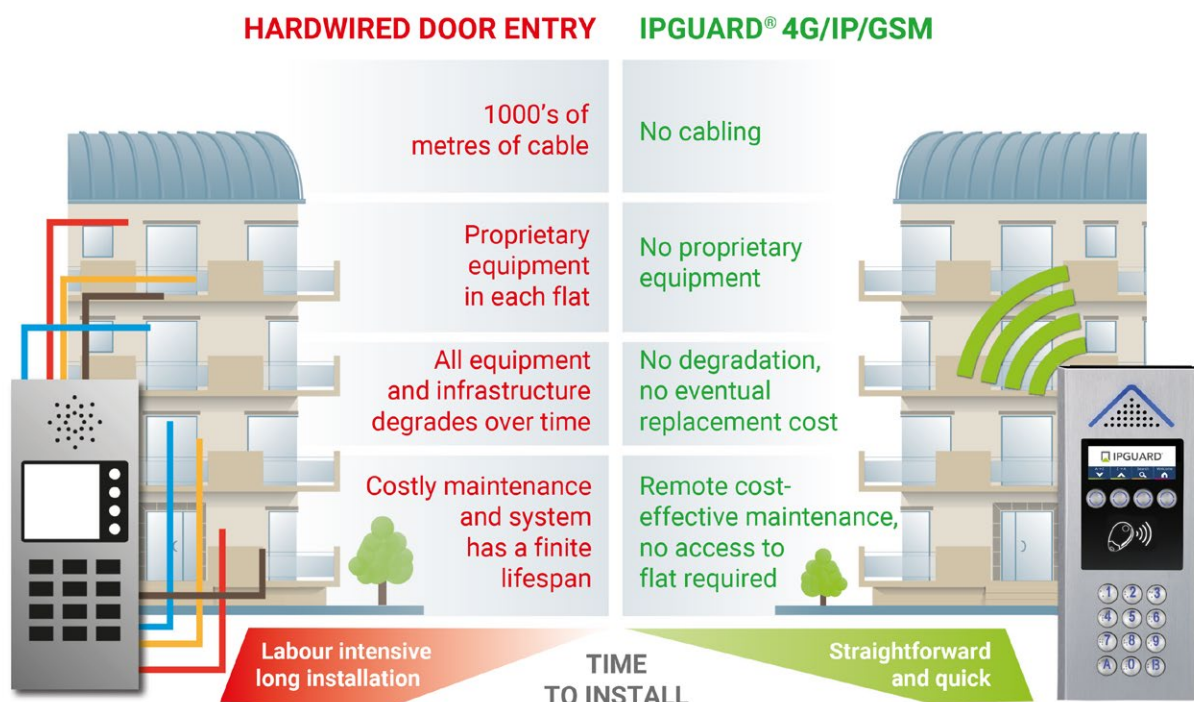 HARDWIRED DOOR ENTRY
IPGUARD® 4G/IP/GSM
1000's of
metres of cable
No cabling
Proprietary
equipment
in each flat
No proprietary
equipment
All equipment
and infrastructure
degrades over time
No degradation,
no eventual
replacement cost
Costly maintenance
and system
has a finite
lifespan
Remote cost-
effective maintenance,
no access to
flat required
IPGUARD
1 2 3
4 5 6
7 8 9
A 0 B
Labour intensive
long installation
TIME
TO INSTALL
Straightforward
and quick